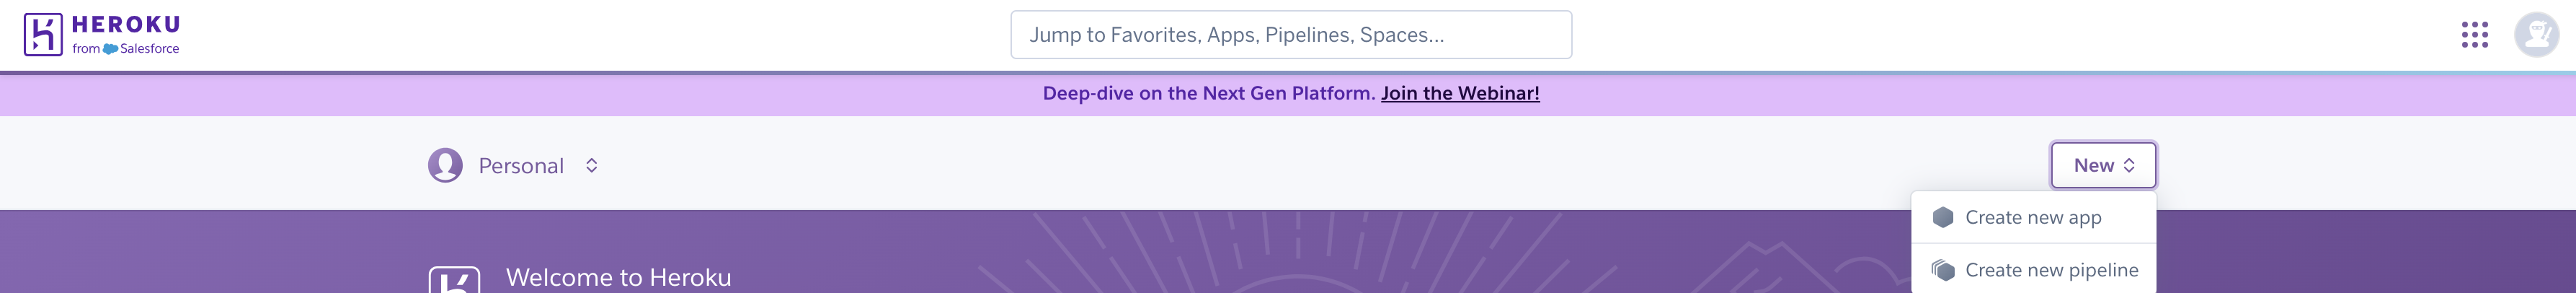 HEROKU
from Salesforce
Jump to Favorites, Apps, Pipelines, Spaces...
Deep-dive on the Next Gen Platform. Join the Webinar!
Personal
New
Create new app
Create new pipeline
Welcome to Heroku